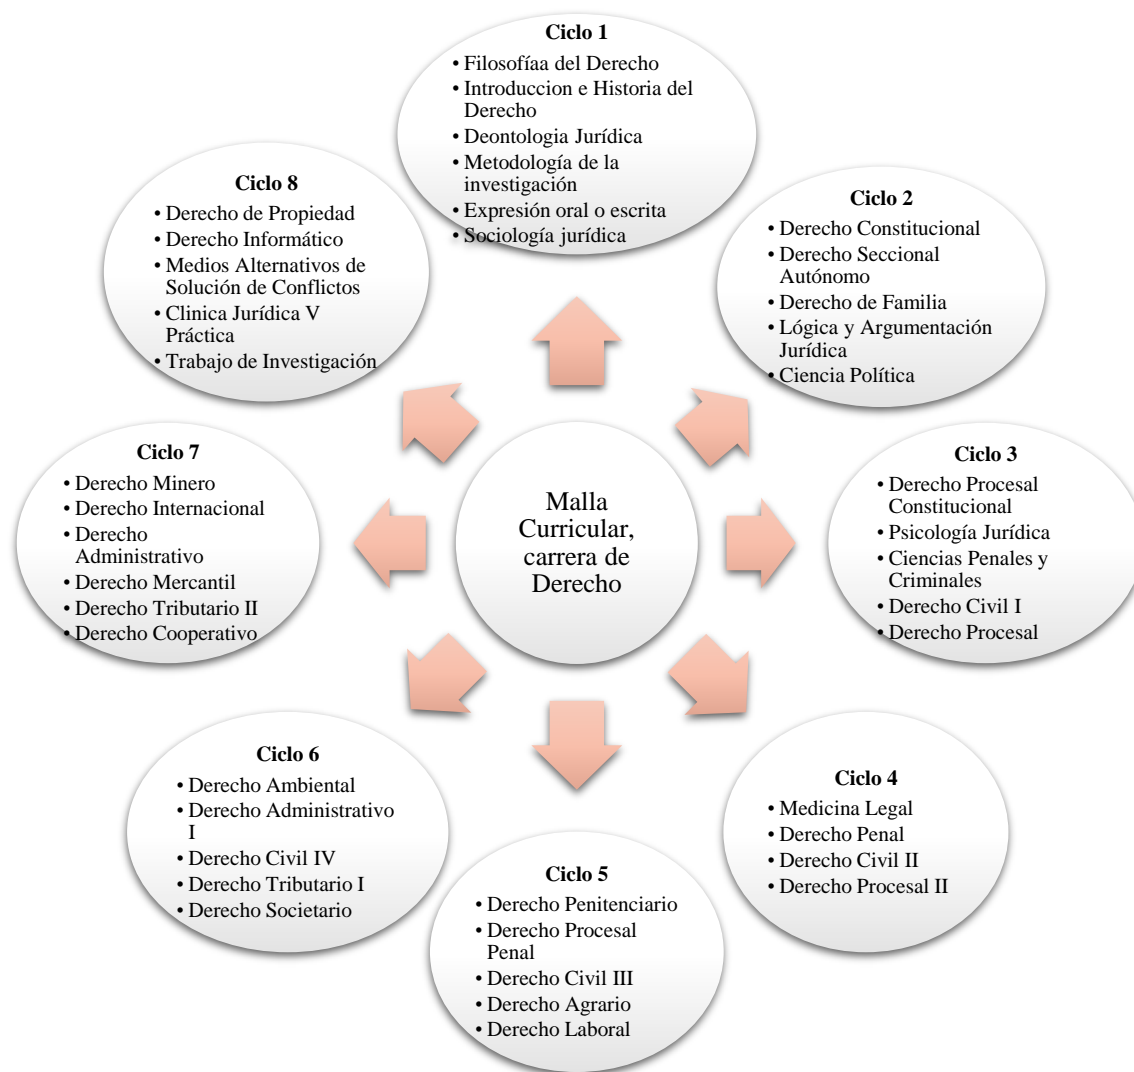 Ciclo 1
• Filosofíaa del Derecho
• Introduccion e Historia del
Derecho
• Deontologia Jurídica
• Metodología de la
investigación
• Expresión oral o escrita
• Sociología jurídica
Ciclo 2
• Derecho Constitucional
• Derecho Seccional
Autónomo
• Derecho de Familia
• Lógica y Argumentación
Jurídica
• Ciencia Política
Ciclo 3
• Derecho Procesal
Constitucional
• Psicología Jurídica
• Ciencias Penales y
Criminales
• Derecho Civil I
• Derecho Procesal
Ciclo 4
• Medicina Legal
• Derecho Penal
• Derecho Civil II
• Derecho Procesal II
Ciclo 5
• Derecho Penitenciario
• Derecho Procesal
Penal
• Derecho Civil III
• Derecho Agrario
• Derecho Laboral
Ciclo 6
• Derecho Ambiental
• Derecho Administrativo
I
• Derecho Civil IV
• Derecho Tributario I
• Derecho Societario
Ciclo 7
• Derecho Minero
• Derecho Internacional
• Derecho
Administrativo
• Derecho Mercantil
• Derecho Tributario II
• Derecho Cooperativo
Ciclo 8
• Derecho de Propiedad
• Derecho Informático
• Medios Alternativos de
Solución de Conflictos
• Clinica Jurídica V
Práctica
• Trabajo de Investigación
Malla
Curricular,
carrera de
Derecho